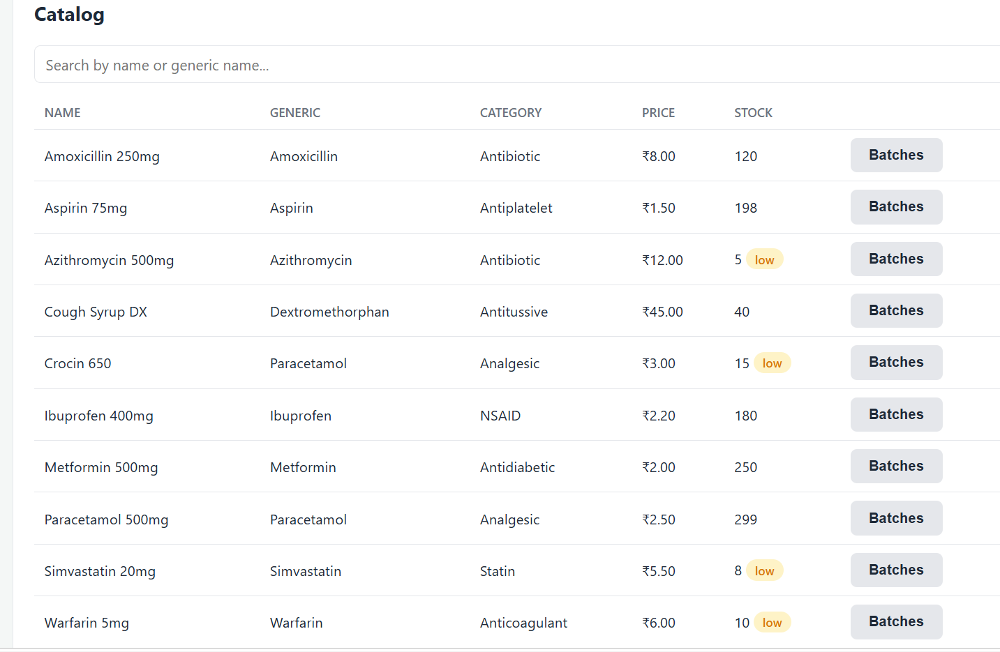 Catalog
Search by name or generic name...
NAME GENERIC CATEGORY PRICE STOCK
Amoxicillin 250mg Amoxicillin Antibiotic ₹8.00 120 Batches
Aspirin 75mg Aspirin Antiplatelet ₹1.50 198 Batches
Azithromycin 500mg Azithromycin Antibiotic ₹12.00 5 low Batches
Cough Syrup DX Dextromethorphan Antitussive ₹45.00 40 Batches
Crocin 650 Paracetamol Analgesic ₹3.00 15 low Batches
Ibuprofen 400mg Ibuprofen NSAID ₹2.20 180 Batches
Metformin 500mg Metformin Antidiabetic ₹2.00 250 Batches
Paracetamol 500mg Paracetamol Analgesic ₹2.50 299 Batches
Simvastatin 20mg Simvastatin Statin ₹5.50 8 low Batches
Warfarin 5mg Warfarin Anticoagulant ₹6.00 10 low Batches